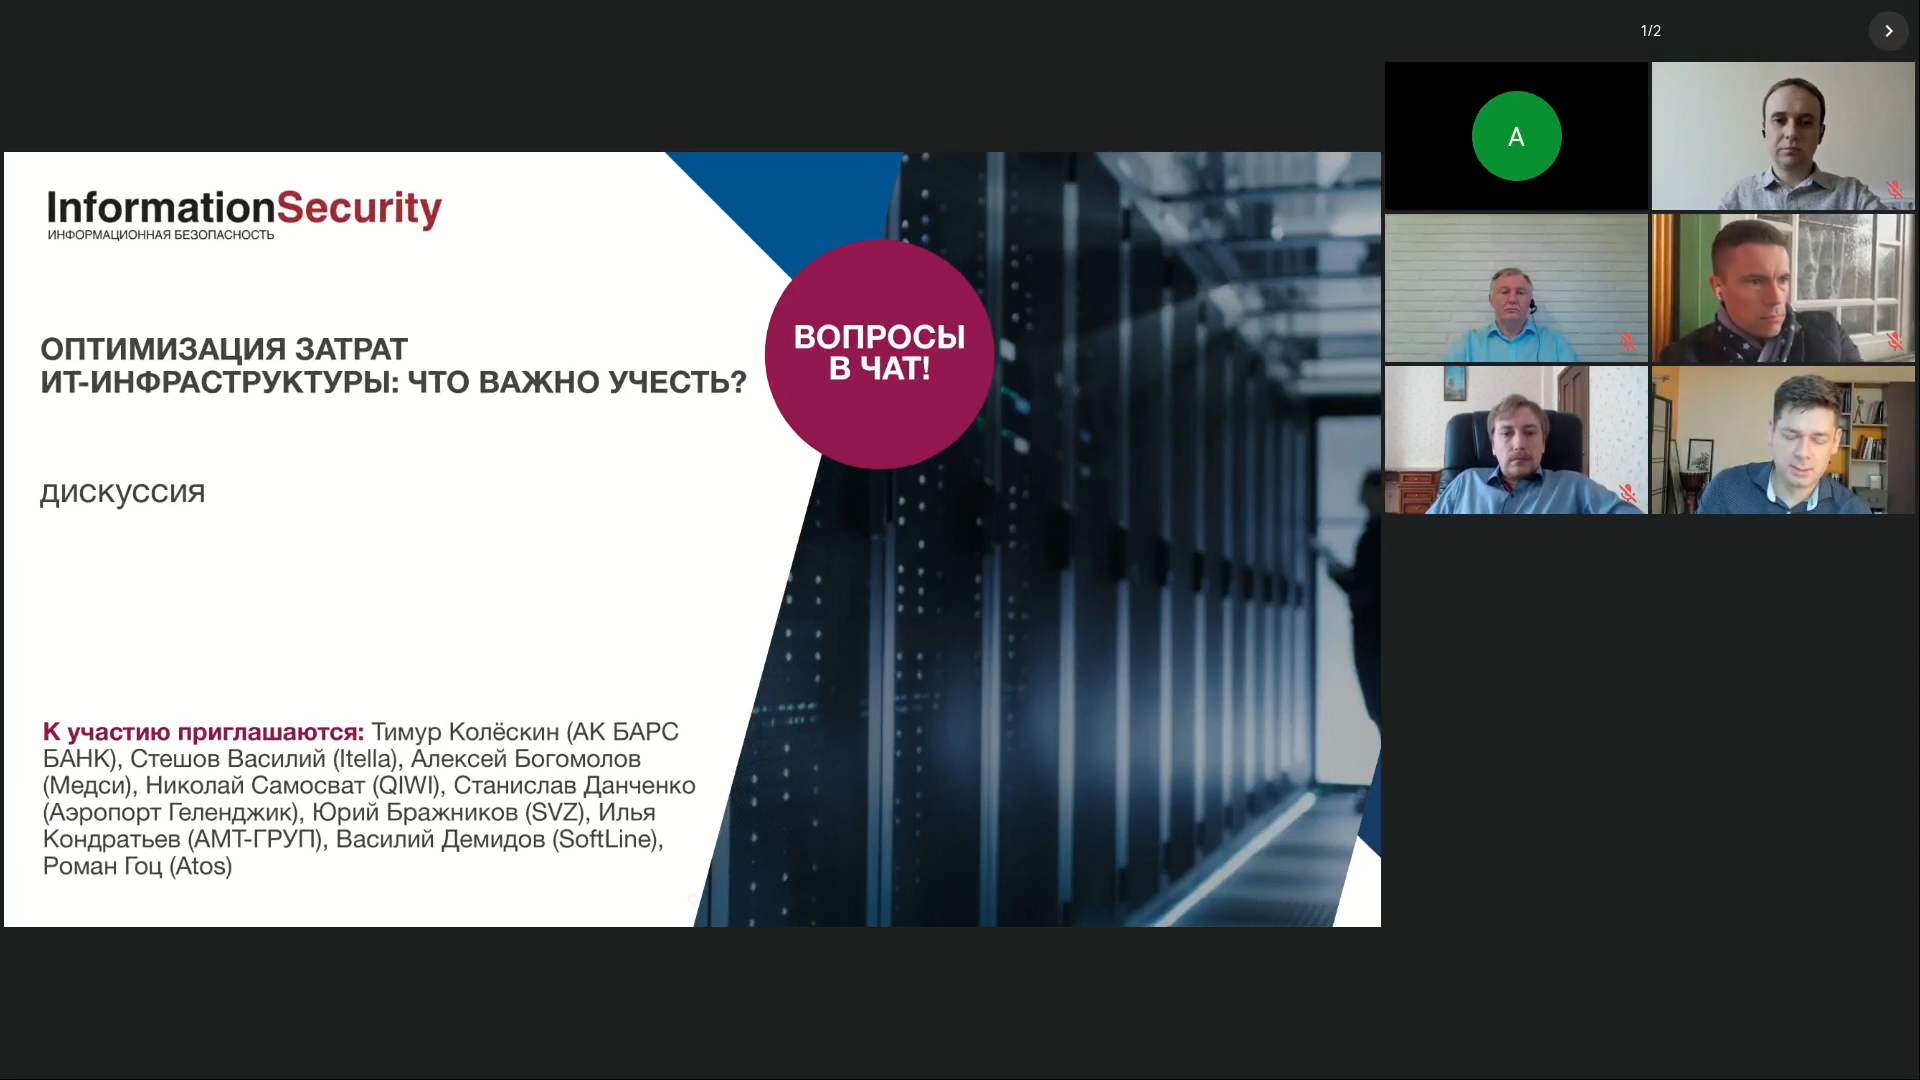 1/2
A
InformationSecurity
ИНФОРМАЦИОННАЯ БЕЗОПАСНОСТЬ
ОПТИМИЗАЦИЯ ЗАТРАТ
ИТ-ИНФРАСТРУКТУРЫ: ЧТО ВАЖНО УЧЕСТЬ?
ВОПРОСЫ
В ЧАТ!
дискуссия
К участию приглашаются: Тимур Колёскин (АК БАРС
БАНК), Стешов Василий (Itella), Алексей Богомолов
(Медси), Николай Самосват (QIWI), Станислав Данченко
(Аэропорт Геленджик), Юрий Бражников (SVZ), Илья
Кондратьев (АМТ-ГРУП), Василий Демидов (SoftLine),
Роман Гоц (Atos)